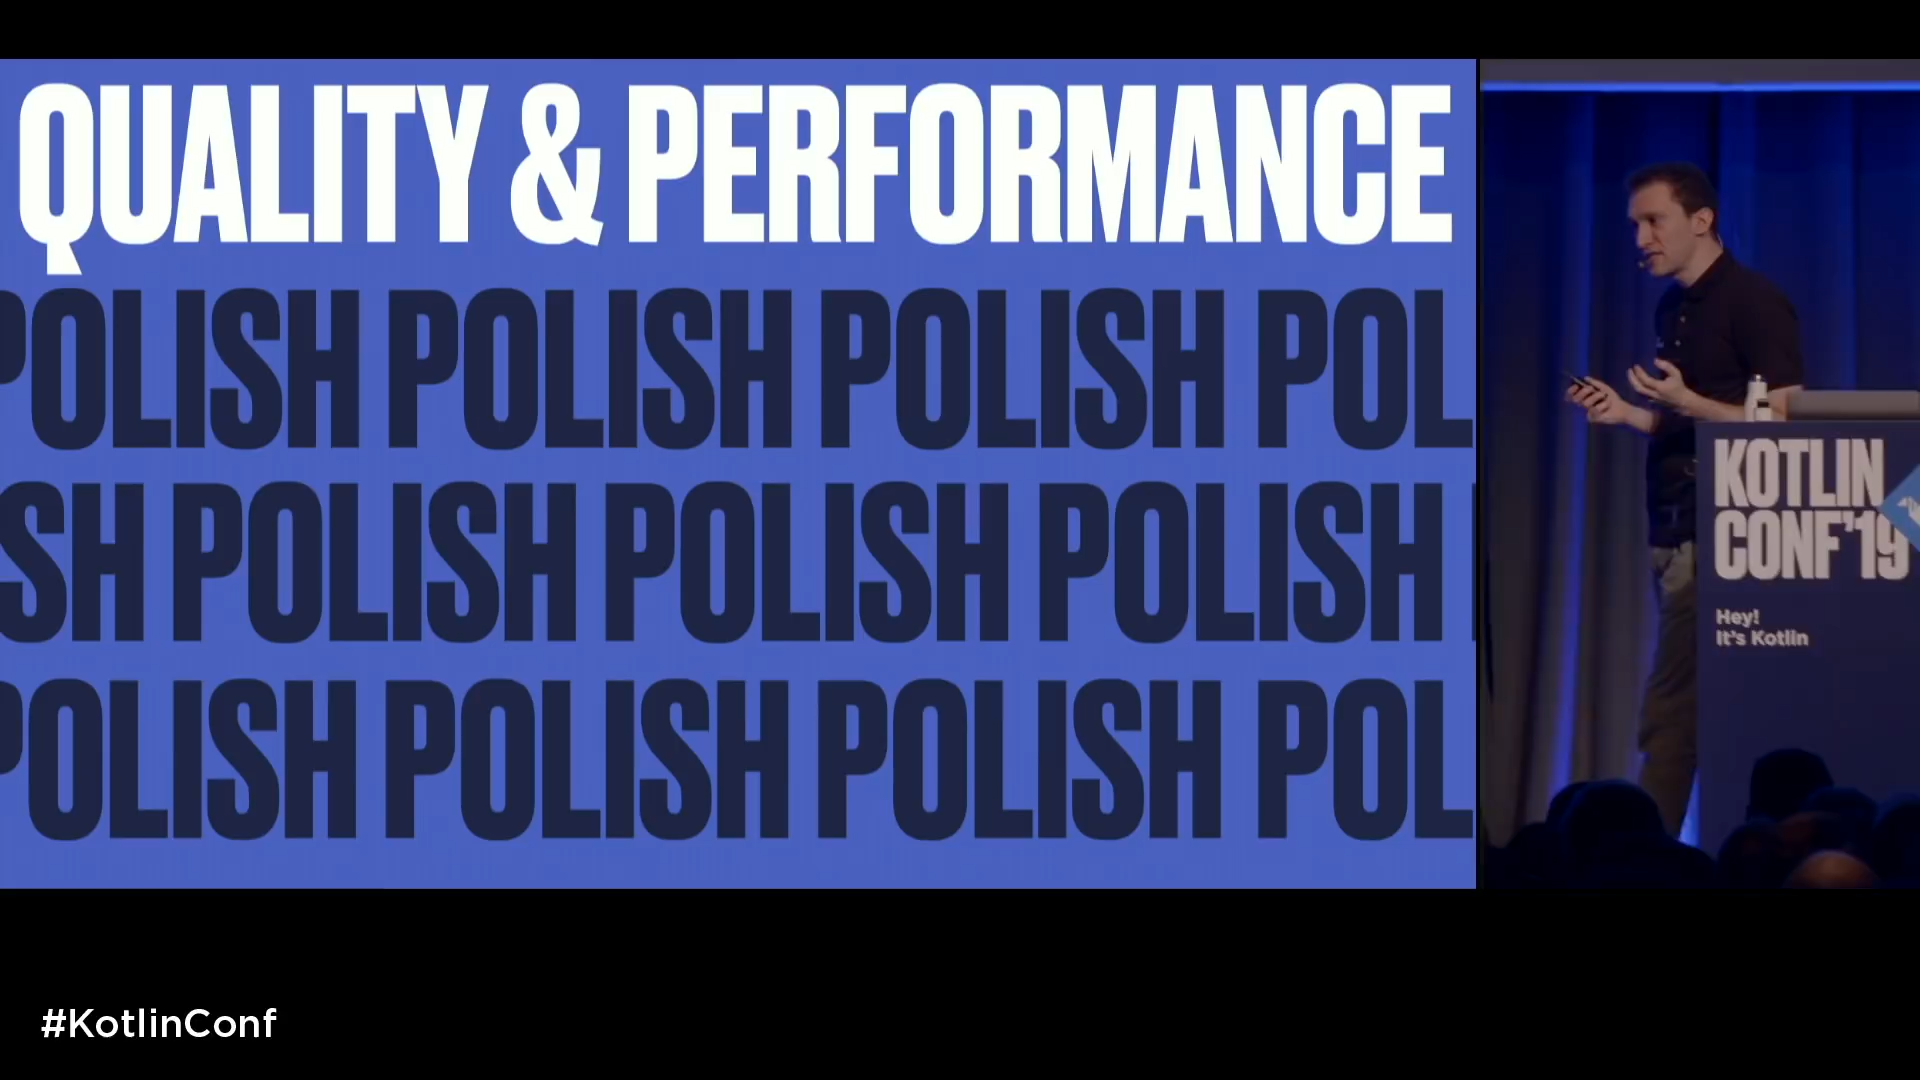 QUALITY & PERFORMANCE
POLISH POLISH POLISH POL
SH POLISH POLISH POLISH
POLISH POLISH POLISH POL
KOTLIN
CONF'19
Hey!
It's Kotlin
#KotlinConf